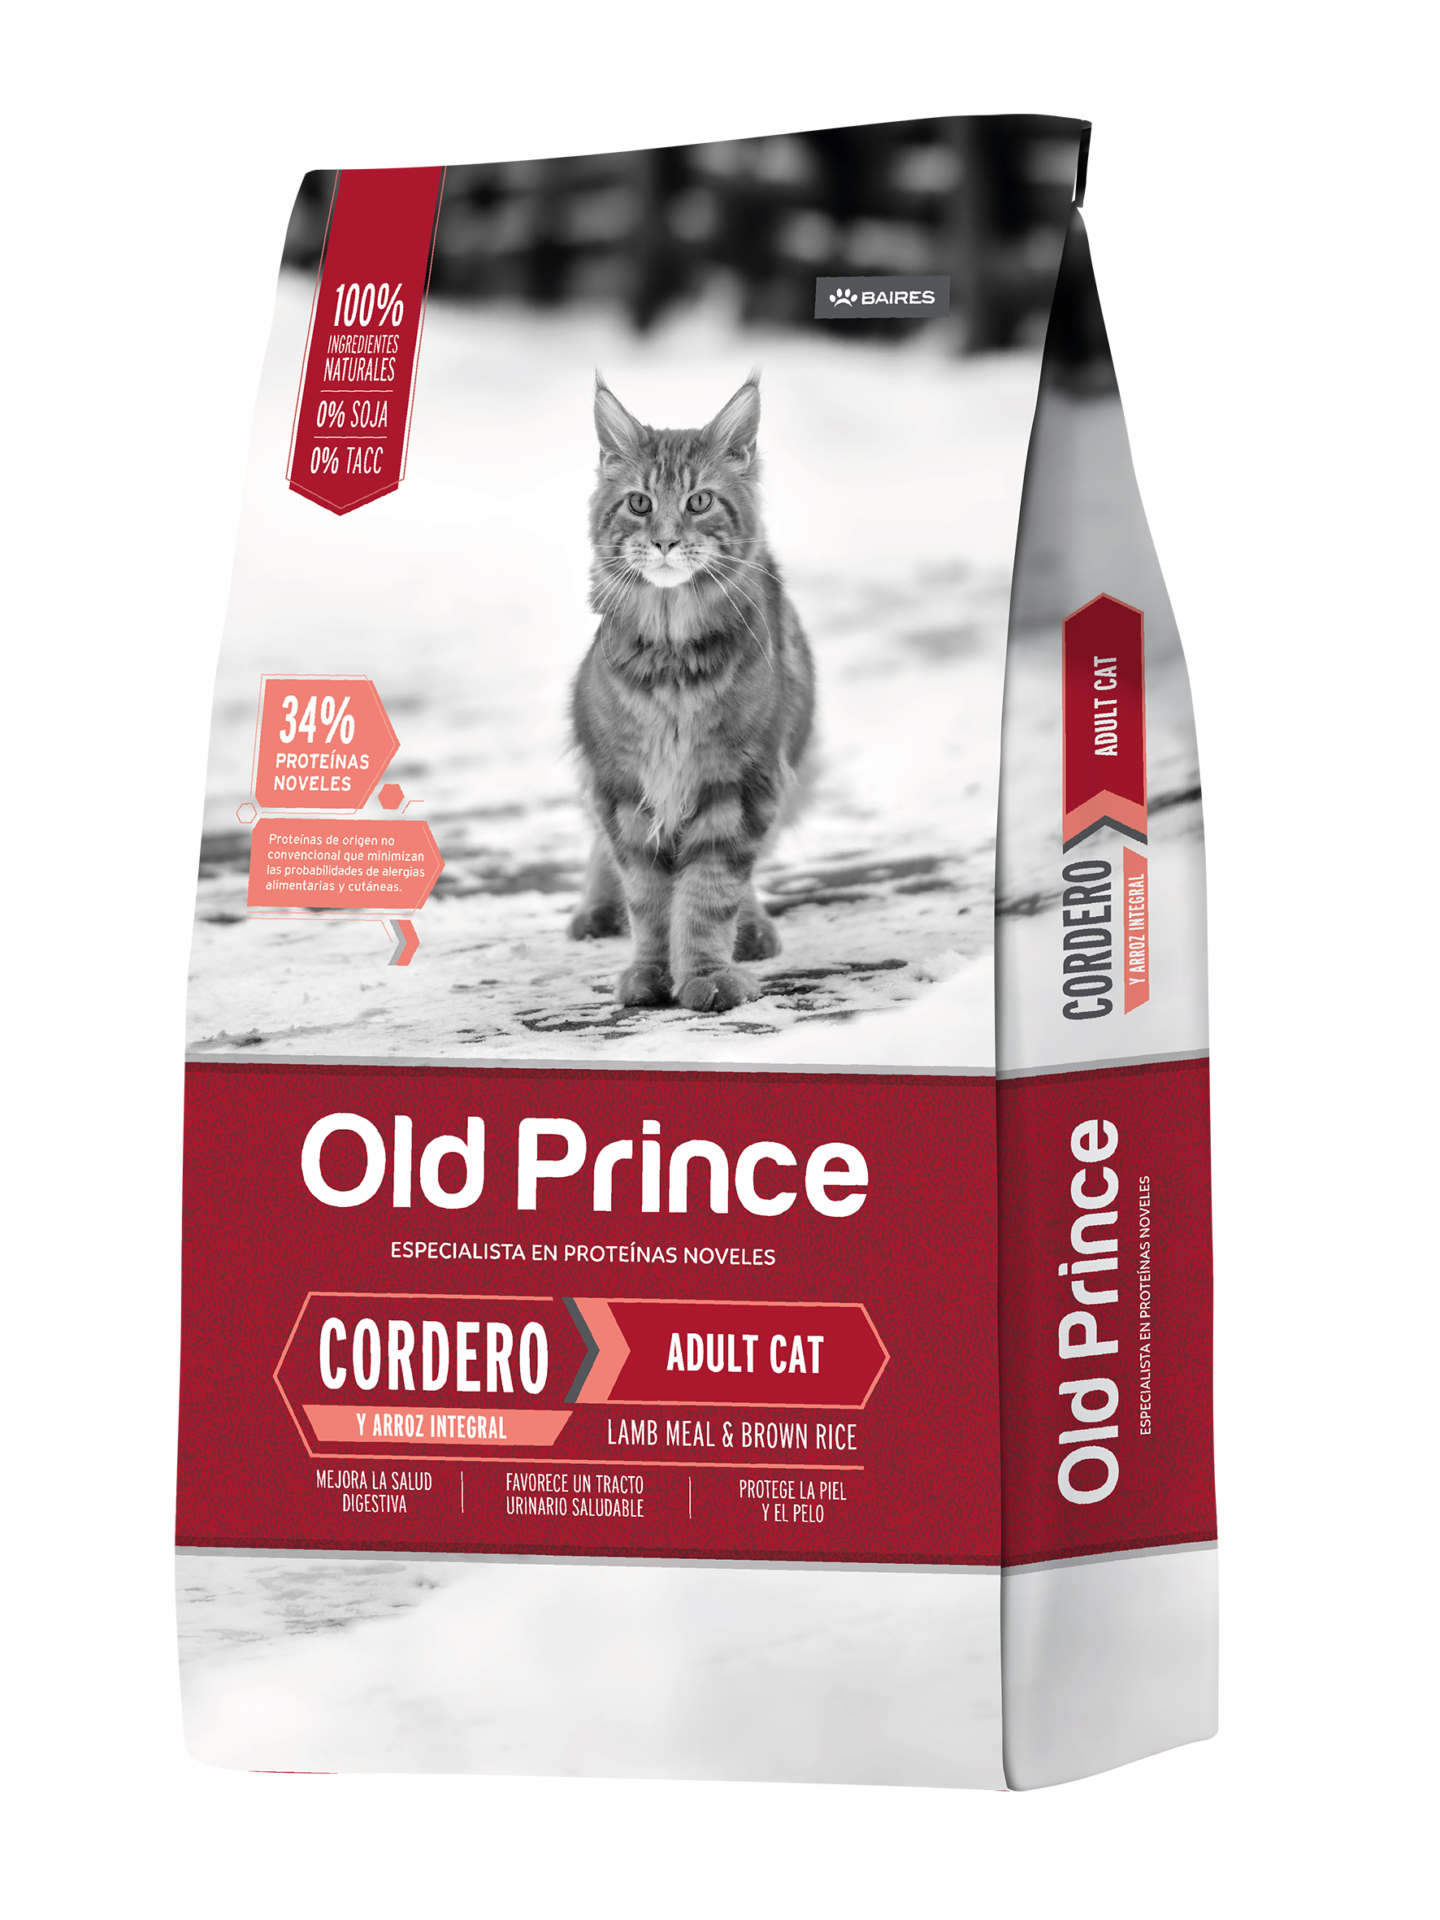 100%
INGREDIENTES
NATURALES
0% SOJA
0% TACC
BAIRES
34%
PROTEÍNAS
NOVELES
Proteínas de origen no
convencional que minimizan
las probabilidades de alergias
alimentarias y cutáneas.
Old Prince
ESPECIALISTA EN PROTEÍNAS NOVELES
CORDERO
ADULT CAT
Y ARROZ INTEGRAL
LAMB MEAL & BROWN RICE
MEJORA LA SALUD
DIGESTIVA
FAVORECE UN TRACTO
URINARIO SALUDABLE
PROTEGE LA PIEL
Y EL PELO
ADULT CAT
CORDERO
Y ARROZ INTEGRAL
Old Prince
ESPECIALISTA EN PROTEÍNAS NOVELES